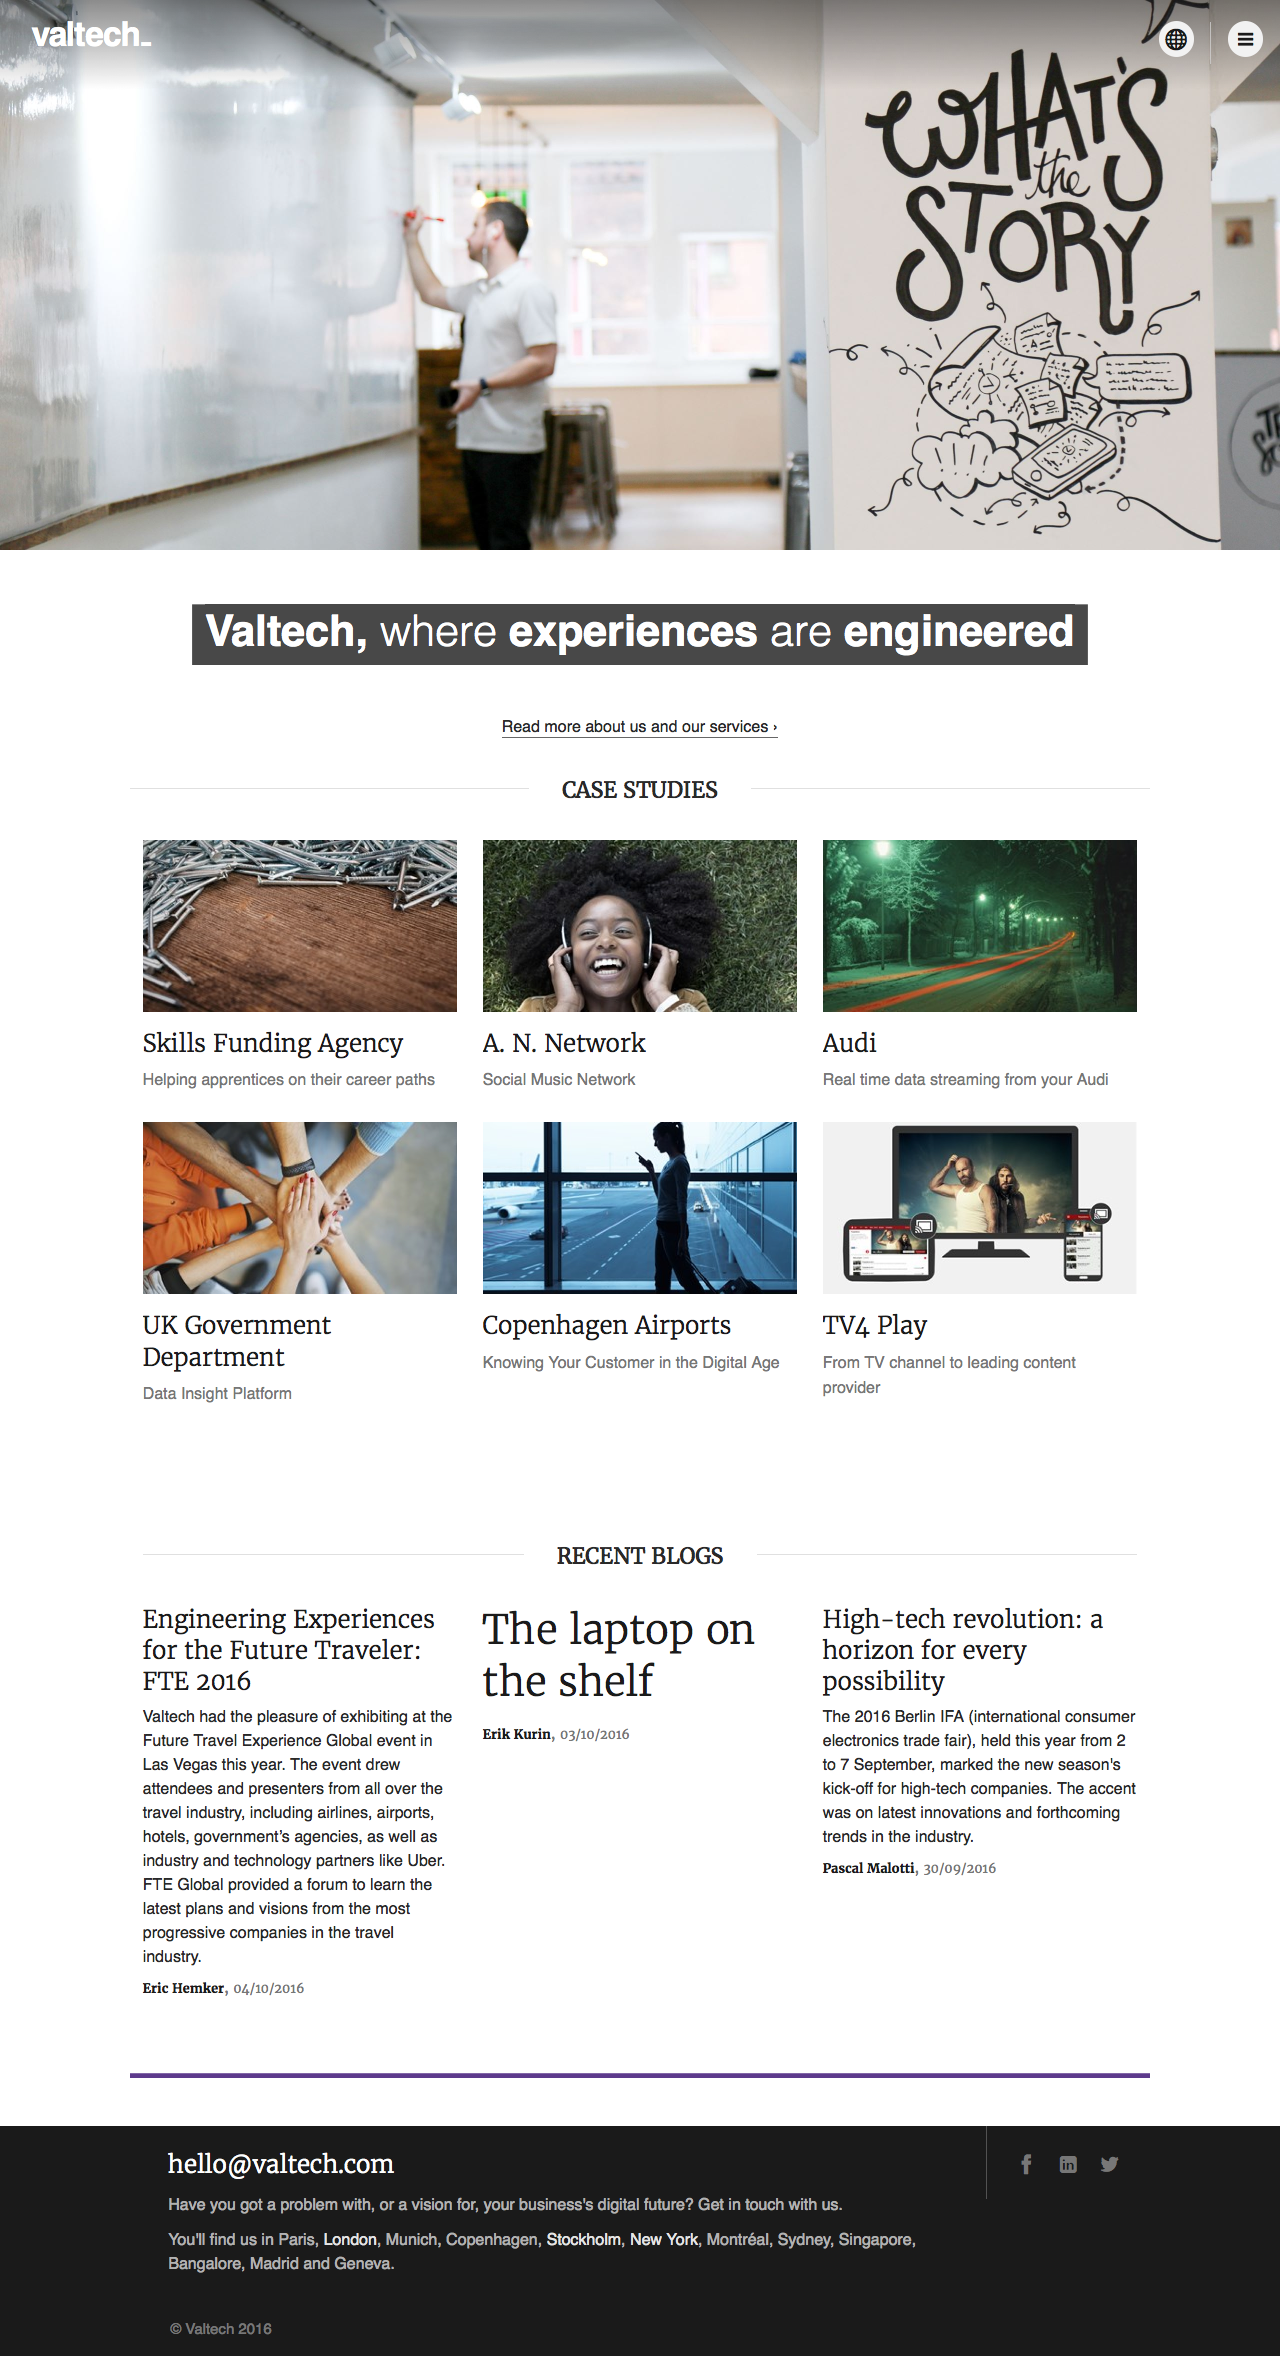 valtech_
WHAT'S
the
STORY
Valtech, where experiences are engineered
Read more about us and our services ›
CASE STUDIES
Skills Funding Agency
Helping apprentices on their career paths
A. N. Network
Social Music Network
Audi
Real time data streaming from your Audi
UK Government
Department
Data Insight Platform
Copenhagen Airports
Knowing Your Customer in the Digital Age
TV4 Play
From TV channel to leading content
provider
RECENT BLOGS
Engineering Experiences
for the Future Traveler:
FTE 2016
Valtech had the pleasure of exhibiting at the
Future Travel Experience Global event in
Las Vegas this year. The event drew
attendees and presenters from all over the
travel industry, including airlines, airports,
hotels, government’s agencies, as well as
industry and technology partners like Uber.
FTE Global provided a forum to learn the
latest plans and visions from the most
progressive companies in the travel
industry.
Eric Hemker, 04/10/2016
The laptop on
the shelf
Erik Kurin, 03/10/2016
High-tech revolution: a
horizon for every
possibility
The 2016 Berlin IFA (international consumer
electronics trade fair), held this year from 2
to 7 September, marked the new season's
kick-off for high-tech companies. The accent
was on latest innovations and forthcoming
trends in the industry.
Pascal Malotti, 30/09/2016
hello@valtech.com
Have you got a problem with, or a vision for, your business's digital future? Get in touch with us.
You'll find us in Paris, London, Munich, Copenhagen, Stockholm, New York, Montréal, Sydney, Singapore,
Bangalore, Madrid and Geneva.
© Valtech 2016